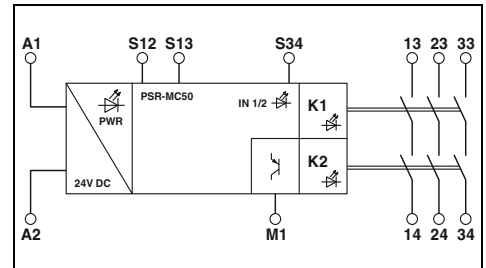 A1 S12 S13 S34 13 23 33
PSR-MC50
IN 1/2 K1
PWR
K2
24V DC
A2 M1 14 24 34